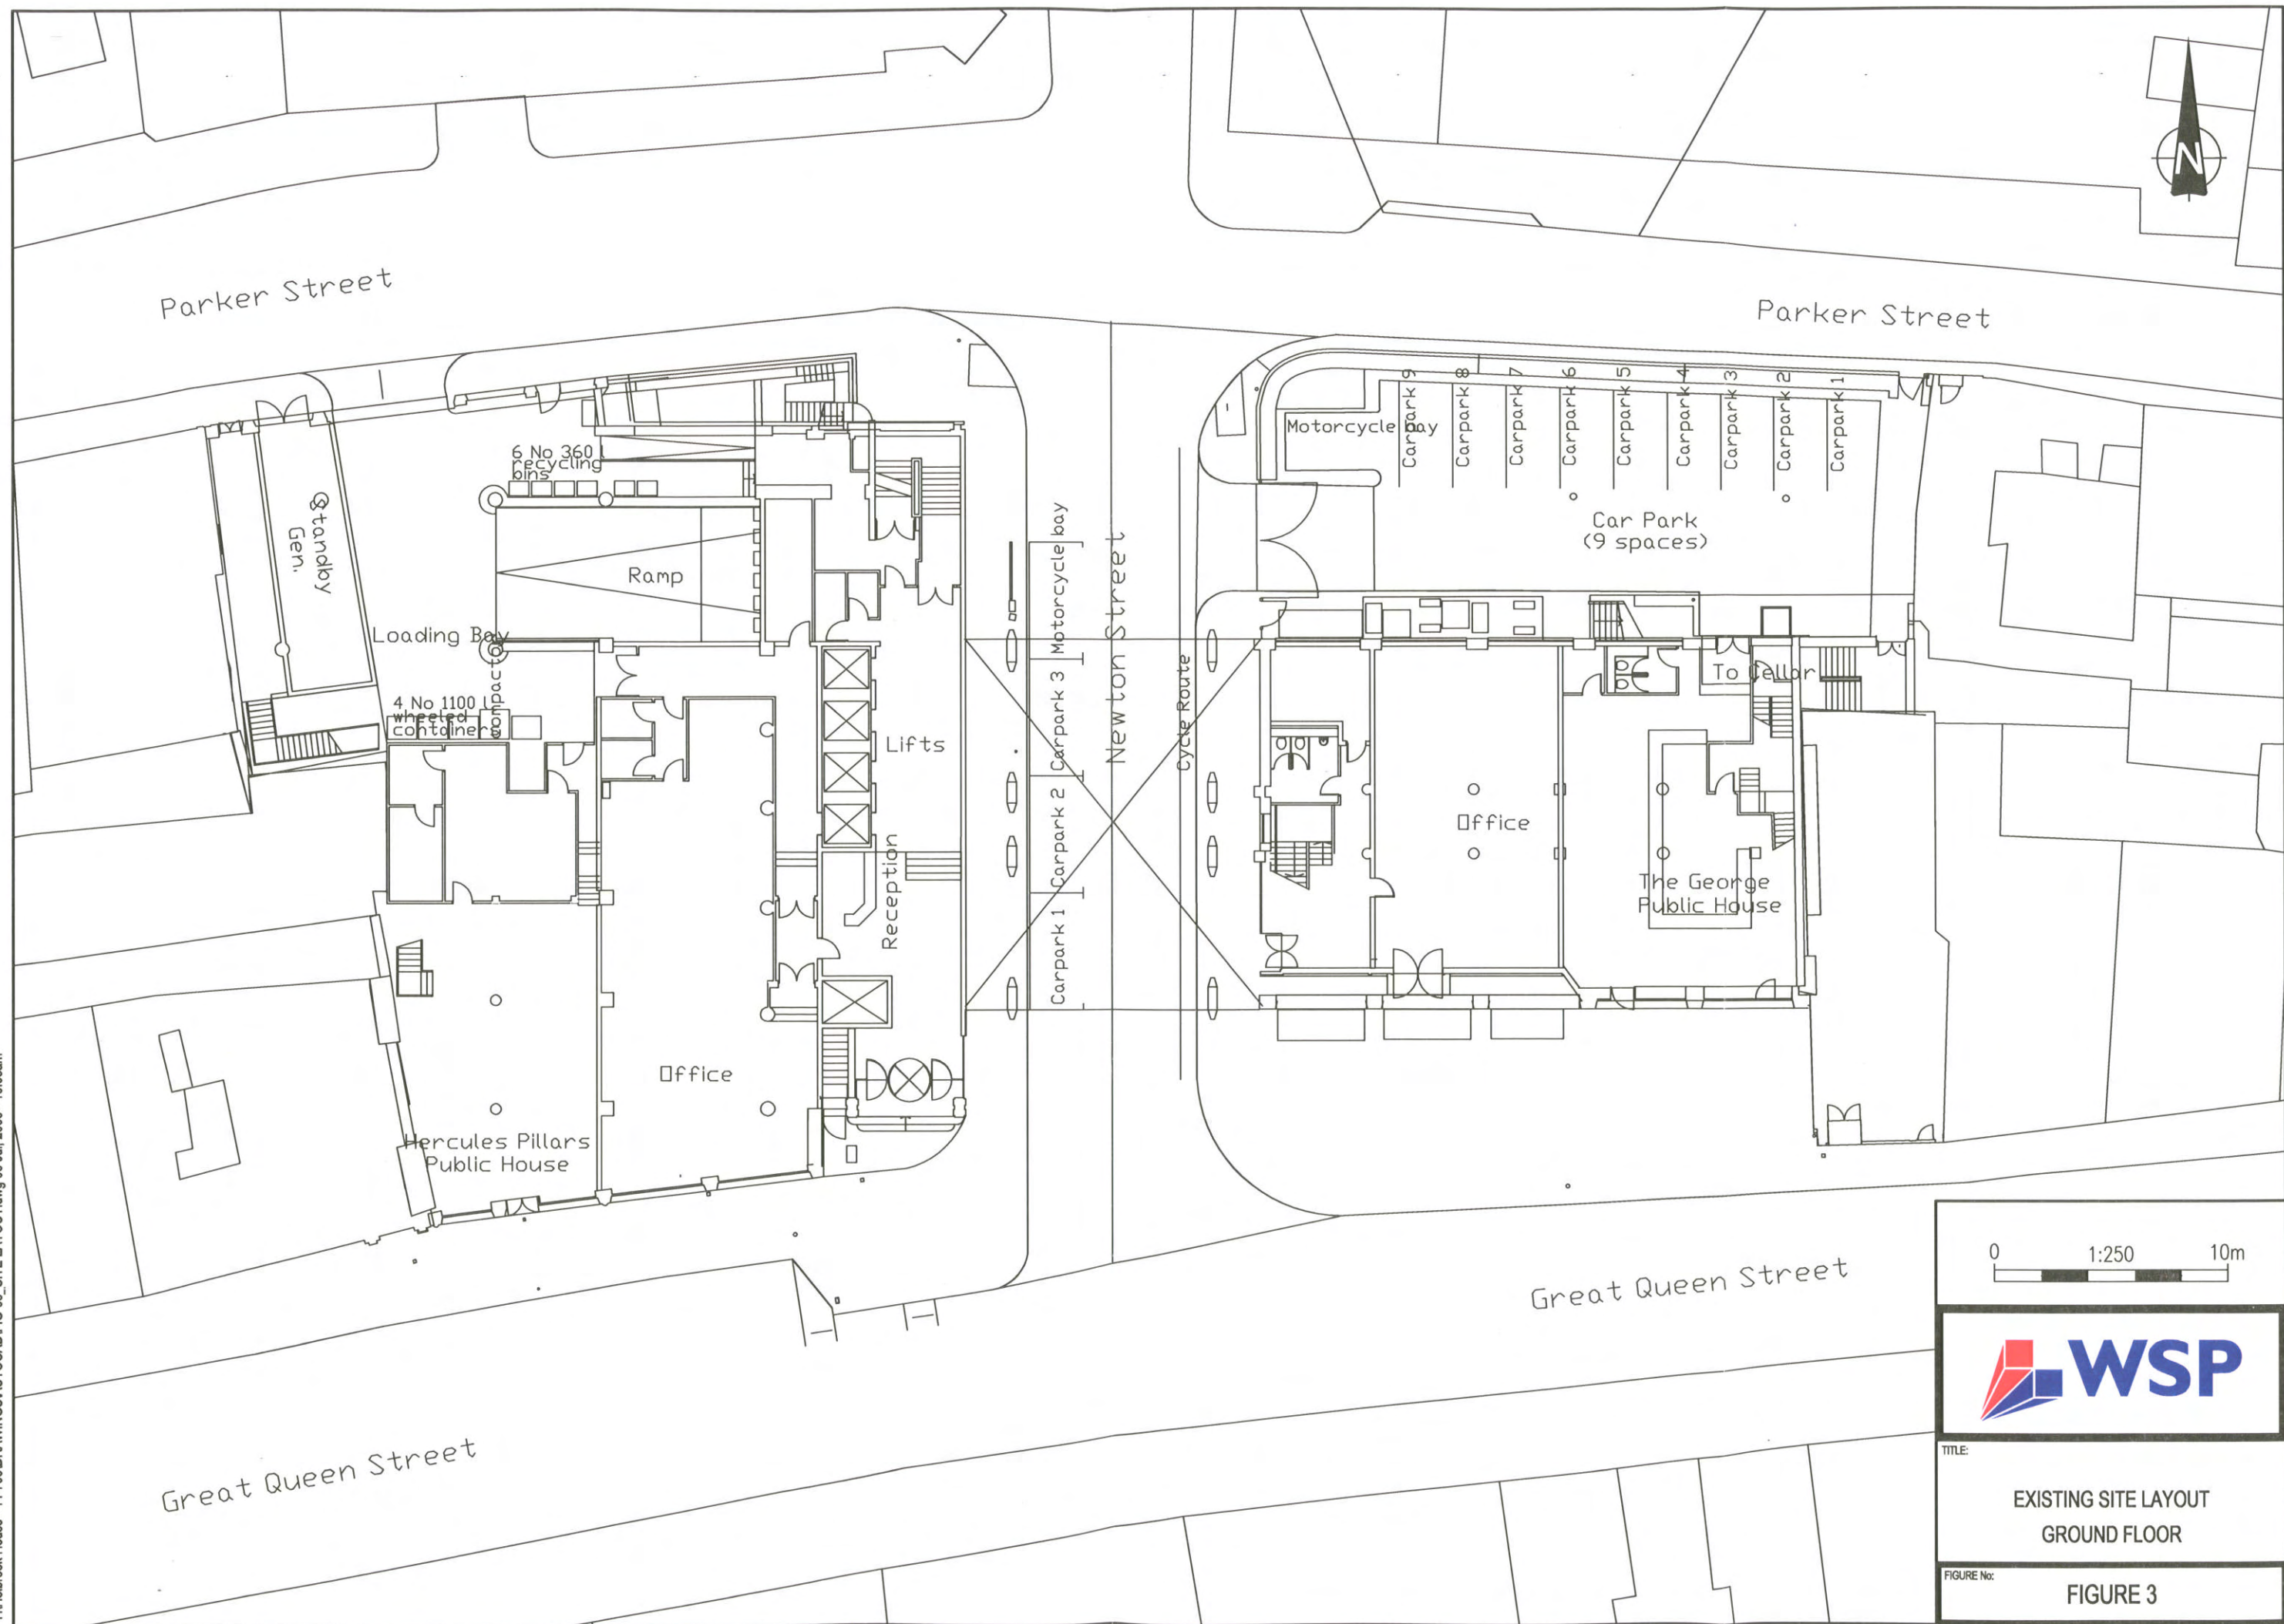 N
Parker Street
Parker Street
Carpark 9
Carpark 8
Carpark 7
Carpark 6
Carpark 5
Carpark 4
Carpark 3
Carpark 2
Carpark 1
Motorcycle bay
Car Park
(9 spaces)
6 No 360 l
recycling
bins
Standby
Gen.
Ramp
Loading Bay
Compactor
4 No 1100 l
wheeled
containers
Lifts
Reception
Office
Hercules Pillars
Public House
Motorcycle bay
Carpark 3
Carpark 2
Carpark 1
Newton Street
Cycle Route
To Cellar
Office
The George
Public House
Great Queen Street
Great Queen Street
0 1:250 10m
WSP
TITLE:
EXISTING SITE LAYOUT
GROUND FLOOR
FIGURE No:
FIGURE 3